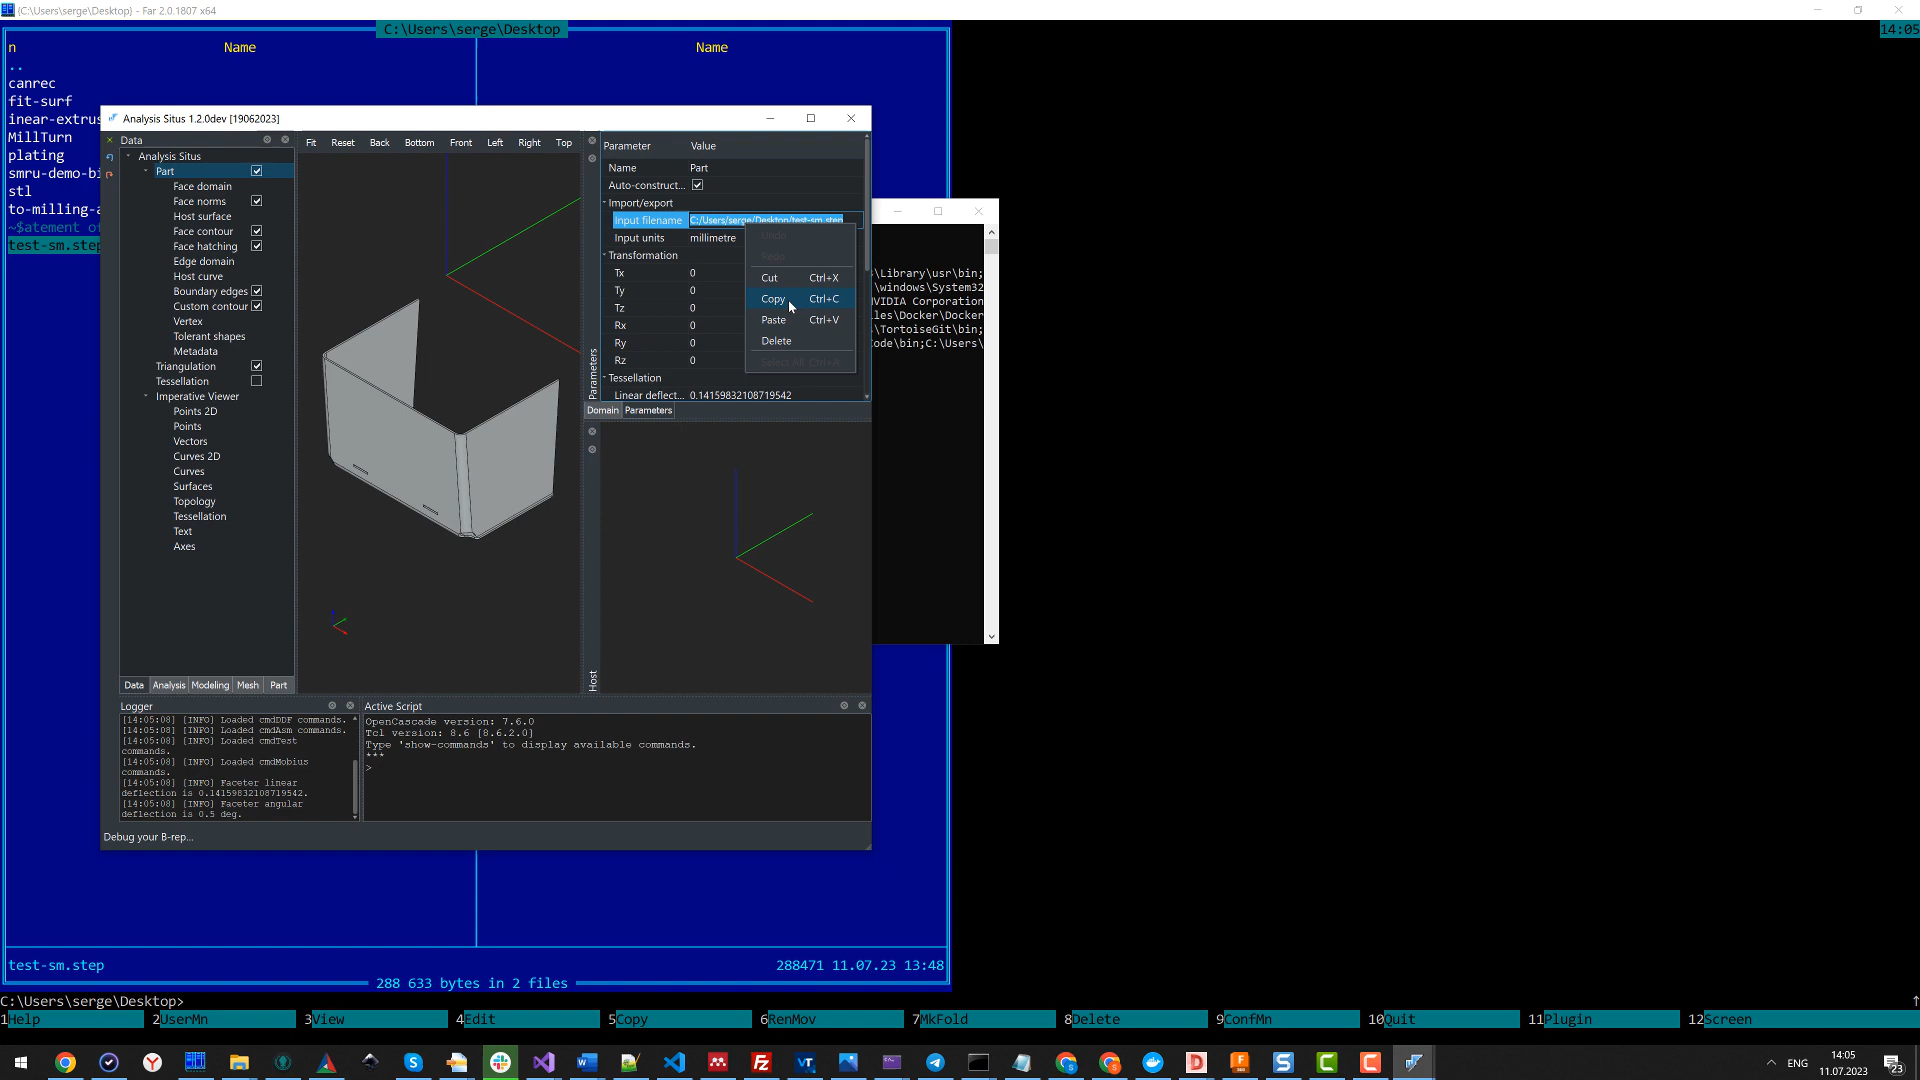 {C:\Users\serge\Desktop} - Far 2.0.1807 x64
C:\Users\serge\Desktop
14:05
n Name Name
..
canrec
fit-surf
MillTurn
plating
stl
test-sm.step
Analysis Situs 1.2.0dev [19062023]
Data
Analysis Situs
Part
Face domain
Face norms
Host surface
Face contour
Face hatching
Edge domain
Host curve
Boundary edges
Custom contour
Vertex
Tolerant shapes
Metadata
Triangulation
Tessellation
Imperative Viewer
Points 2D
Points
Vectors
Curves 2D
Curves
Surfaces
Topology
Tessellation
Text
Axes
Data Analysis Modeling Mesh Part
Fit Reset Back Bottom Front Left Right Top
Parameters
Parameter Value
Name Part
Auto-construct...
Import/export
Input filename C:/Users/serge/Desktop/test-sm.step
Input units millimetre
Transformation
Tx 0
Ty 0
Tz 0
Rx 0
Ry 0
Rz 0
Tessellation
Linear deflect... 0.14159832108719542
Undo
Redo
Cut Ctrl+X
Copy Ctrl+C
Paste Ctrl+V
Delete
Select All Ctrl+A
Domain Parameters
Host
s\Library\usr\bin;
\windows\System32
VIDIA Corporation
les\Docker\Docker
s\TortoiseGit\bin;
Code\bin;C:\Users\
Logger
[14:05:08] [INFO] Loaded cmdDDF commands.
[14:05:08] [INFO] Loaded cmdAsm commands.
[14:05:08] [INFO] Loaded cmdTest
commands.
[14:05:08] [INFO] Loaded cmdMobius
commands.
[14:05:08] [INFO] Faceter linear
deflection is 0.14159832108719542.
[14:05:08] [INFO] Faceter angular
deflection is 0.5 deg.
Active Script
OpenCascade version: 7.6.0
Tcl version: 8.6 [8.6.2.0]
Type 'show-commands' to display available commands.
***
>
Debug your B-rep...
test-sm.step 288471 11.07.23 13:48
288 633 bytes in 2 files
C:\Users\serge\Desktop>
1Help 2UserMn 3View 4Edit 5Copy 6RenMov 7MkFold 8Delete 9ConfMn 10Quit 11Plugin 12Screen
ENG
14:05
11.07.2023
23